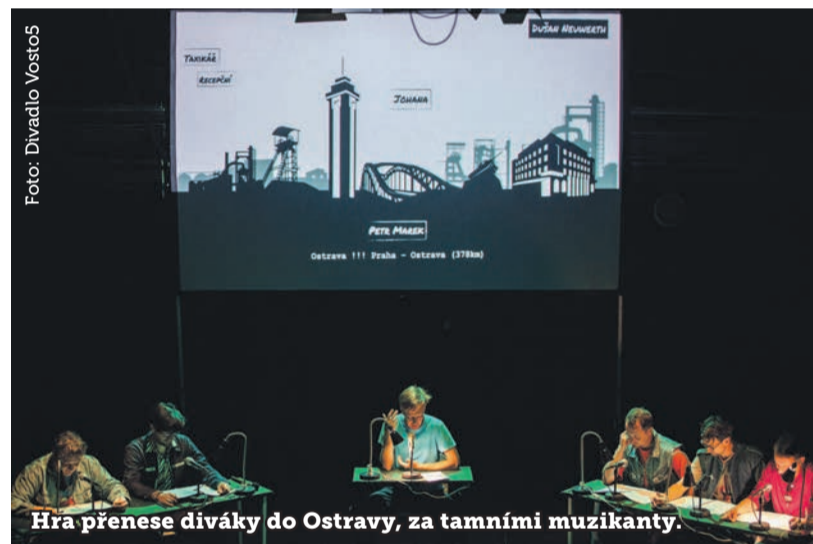 Foto: Divadlo Vosto5
DUŠAN NEUWERTH
TAXIKÁŘ
RECEPČNÍ
JOHANA
PETR MAREK
Ostrava !!! Praha - Ostrava (378km)
Hra přenese diváky do Ostravy, za tamními muzikanty.